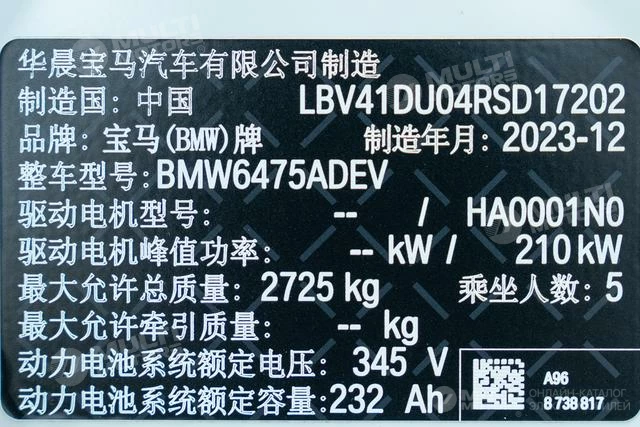 华晨宝马汽车有限公司制造
制造国: 中国 LBV41DU04RSD17202
品牌: 宝马(BMW)牌 制造年月: 2023-12
整车型号: BMW6475ADEV
驱动电机型号: -- / HA0001N0
驱动电机峰值功率: -- kW / 210 kW
最大允许总质量: 2725 kg 乘坐人数: 5
最大允许牵引质量: -- kg
动力电池系统额定电压: 345 V
动力电池系统额定容量: 232 Ah
A96
8 738 817
MULTI
ОНЛАЙН-КАТАЛОГ